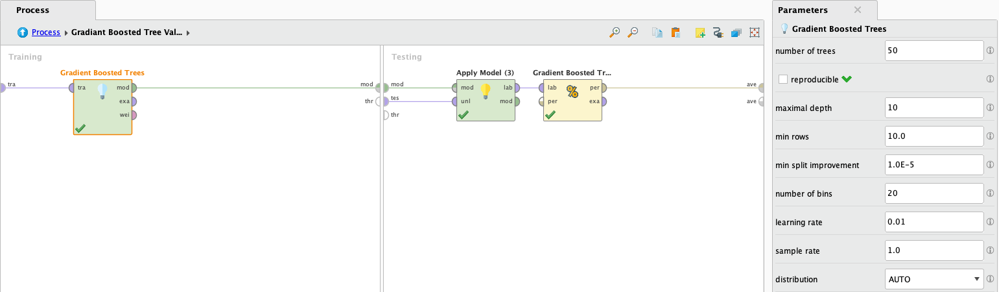 Process
Process Gradiant Boosted Tree Val...
Training
Gradient Boosted Trees
tra
tra
mod
exa
wei
mod
thr
Testing
mod
tes
thr
Apply Model (3)
mod
unl
lab
mod
Gradient Boosted Tr...
lab
per
per
exa
%
ave
ave
Parameters
Gradient Boosted Trees
number of trees 50
reproducible
maximal depth 10
min rows 10.0
min split improvement 1.0E-5
number of bins 20
learning rate 0.01
sample rate 1.0
distribution AUTO